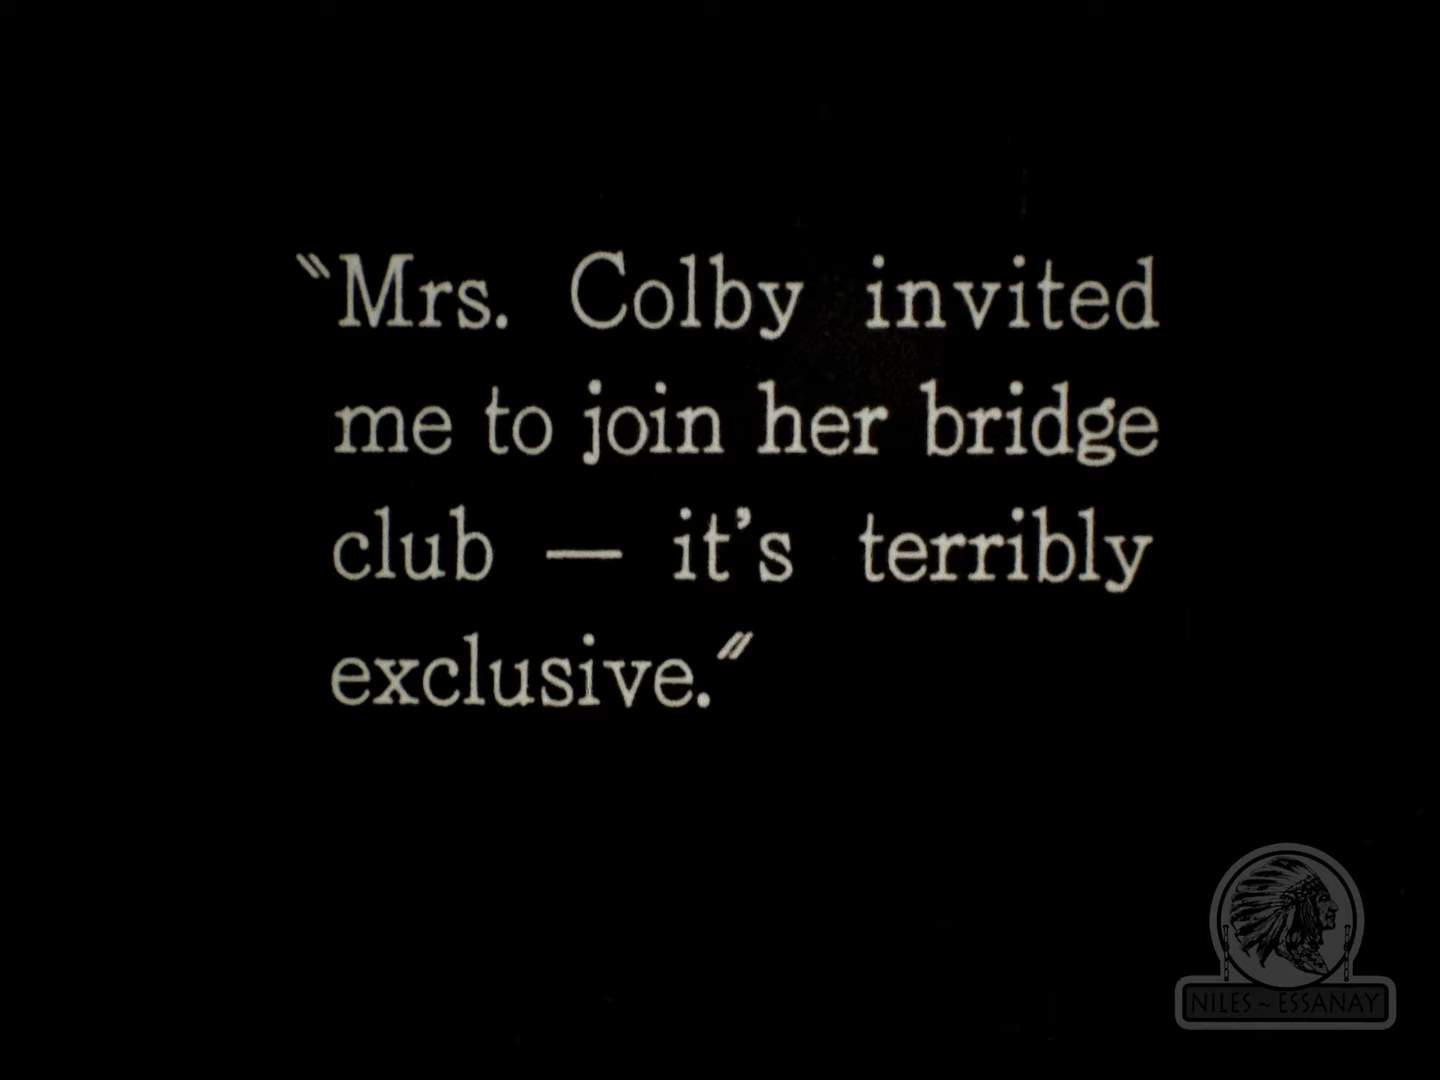 "Mrs. Colby invited
me to join her bridge
club — it's terribly
exclusive."
NILES ~ ESSANAY